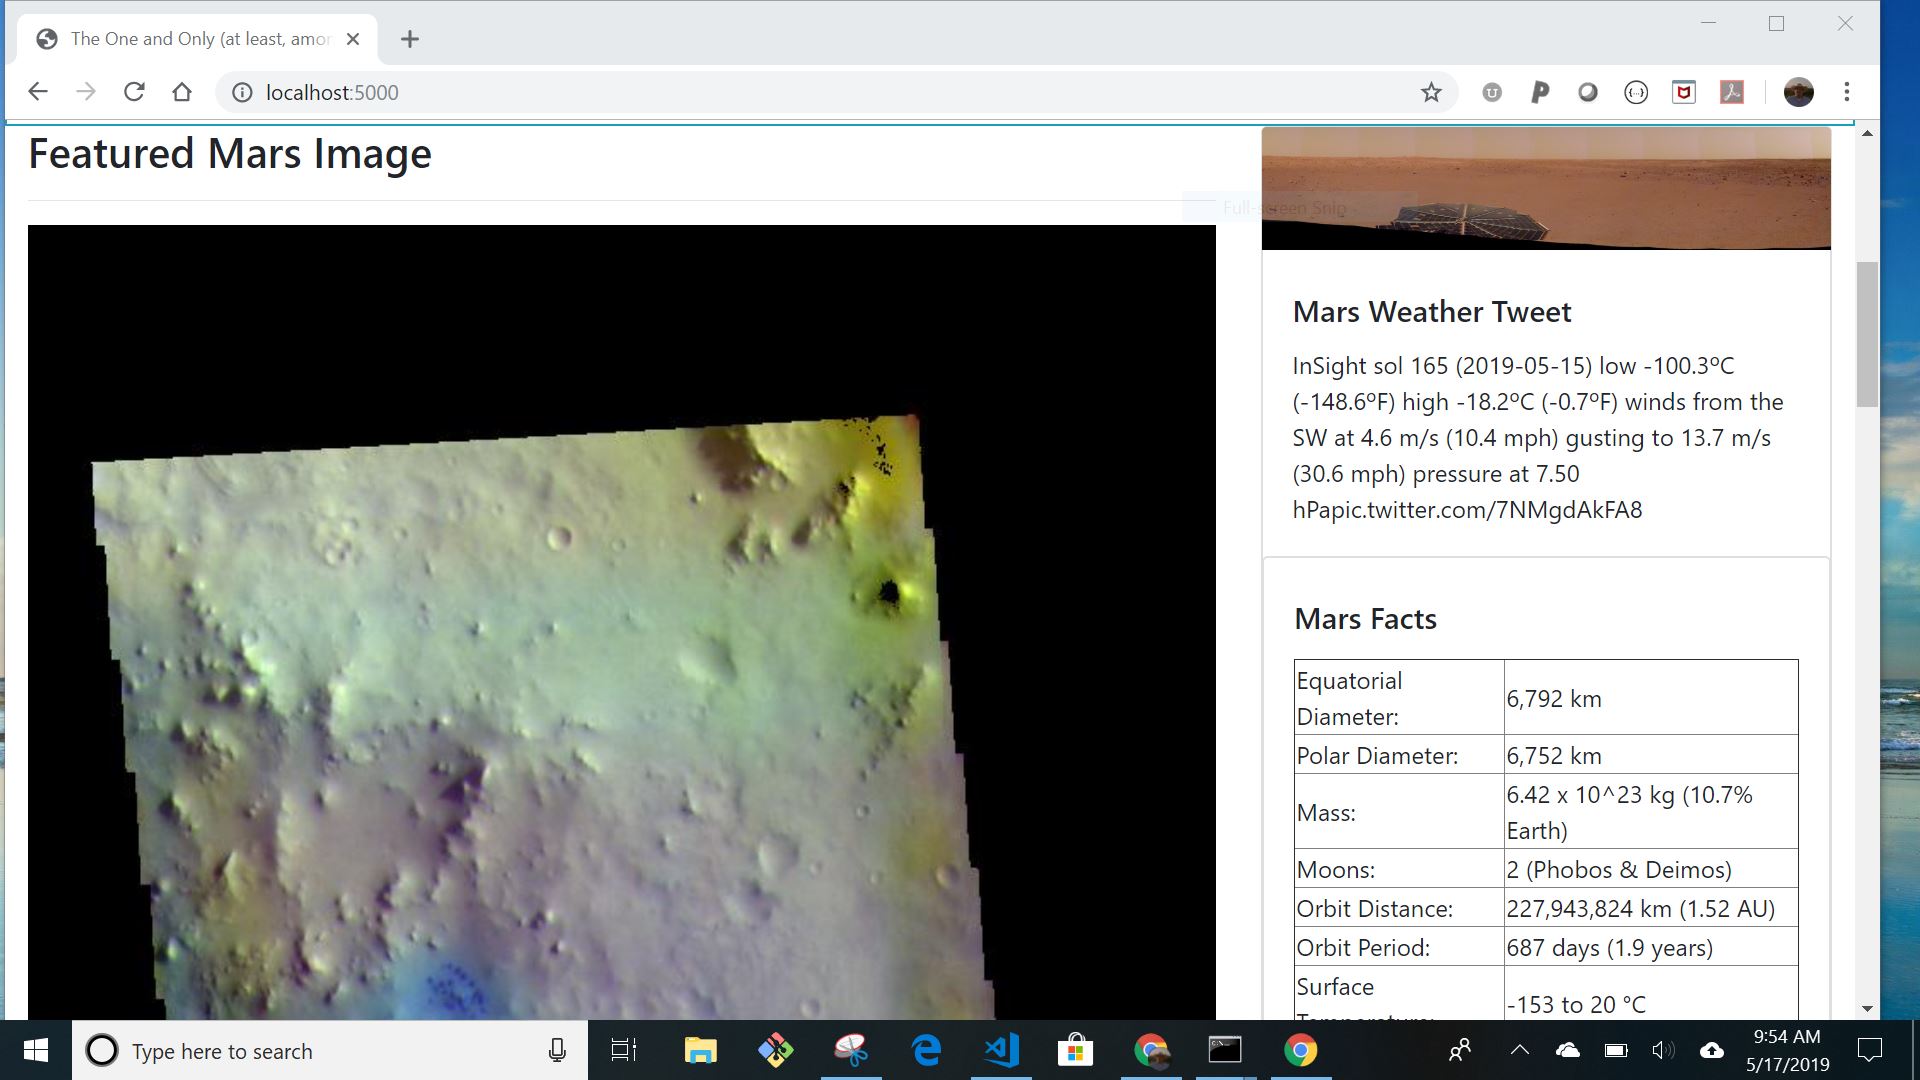 The One and Only (at least, amor
localhost:5000
Featured Mars Image
Full-screen Snip
Mars Weather Tweet
InSight sol 165 (2019-05-15) low -100.3ºC
(-148.6ºF) high -18.2ºC (-0.7ºF) winds from the
SW at 4.6 m/s (10.4 mph) gusting to 13.7 m/s
(30.6 mph) pressure at 7.50
hPapic.twitter.com/7NMgdAkFA8
Mars Facts
Equatorial
Diameter:
6,792 km
Polar Diameter:
6,752 km
Mass:
6.42 x 10^23 kg (10.7%
Earth)
Moons:
2 (Phobos & Deimos)
Orbit Distance:
227,943,824 km (1.52 AU)
Orbit Period:
687 days (1.9 years)
Surface
Temperature:
-153 to 20 °C
Type here to search
9:54 AM
5/17/2019